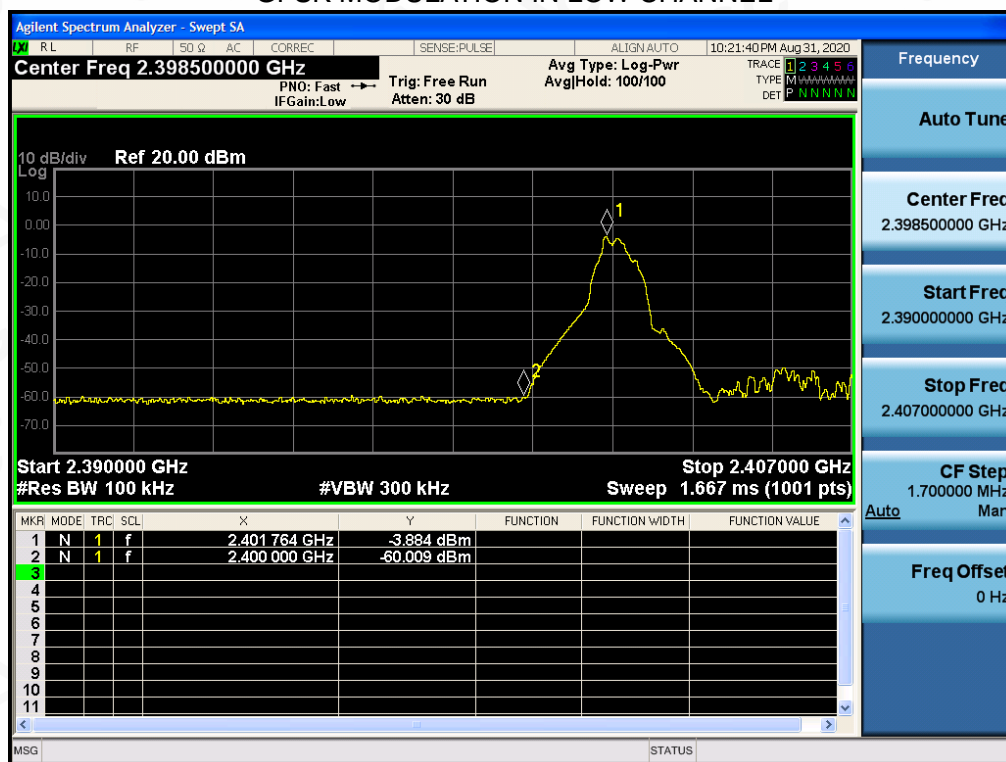 GFSK MODULATION IN LOW CHANNEL
Agilent Spectrum Analyzer - Swept SA
LXI RL RF 50 Ω AC CORREC SENSE:PULSE ALIGN AUTO 10:21:40 PM Aug 31, 2020
Center Freq 2.398500000 GHz
PNO: Fast
IFGain:Low
Trig: Free Run
Atten: 30 dB
Avg Type: Log-Pwr
Avg|Hold: 100/100
TRACE 1 2 3 4 5 6
TYPE M
DET P N N N N N
10 dB/div Ref 20.00 dBm
Log
10.0
0.00
-10.0
-20.0
-30.0
-40.0
-50.0
-60.0
-70.0
1
2
Start 2.390000 GHz Stop 2.407000 GHz
#Res BW 100 kHz #VBW 300 kHz Sweep 1.667 ms (1001 pts)
MKR MODE TRC SCL X Y FUNCTION FUNCTION WIDTH FUNCTION VALUE
1 N 1 f 2.401 764 GHz -3.884 dBm
2 N 1 f 2.400 000 GHz -60.009 dBm
3
4
5
6
7
8
9
10
11
MSG STATUS
Frequency
Auto Tune
Center Freq
2.398500000 GHz
Start Freq
2.390000000 GHz
Stop Freq
2.407000000 GHz
CF Step
1.700000 MHz
Auto Man
Freq Offset
0 Hz